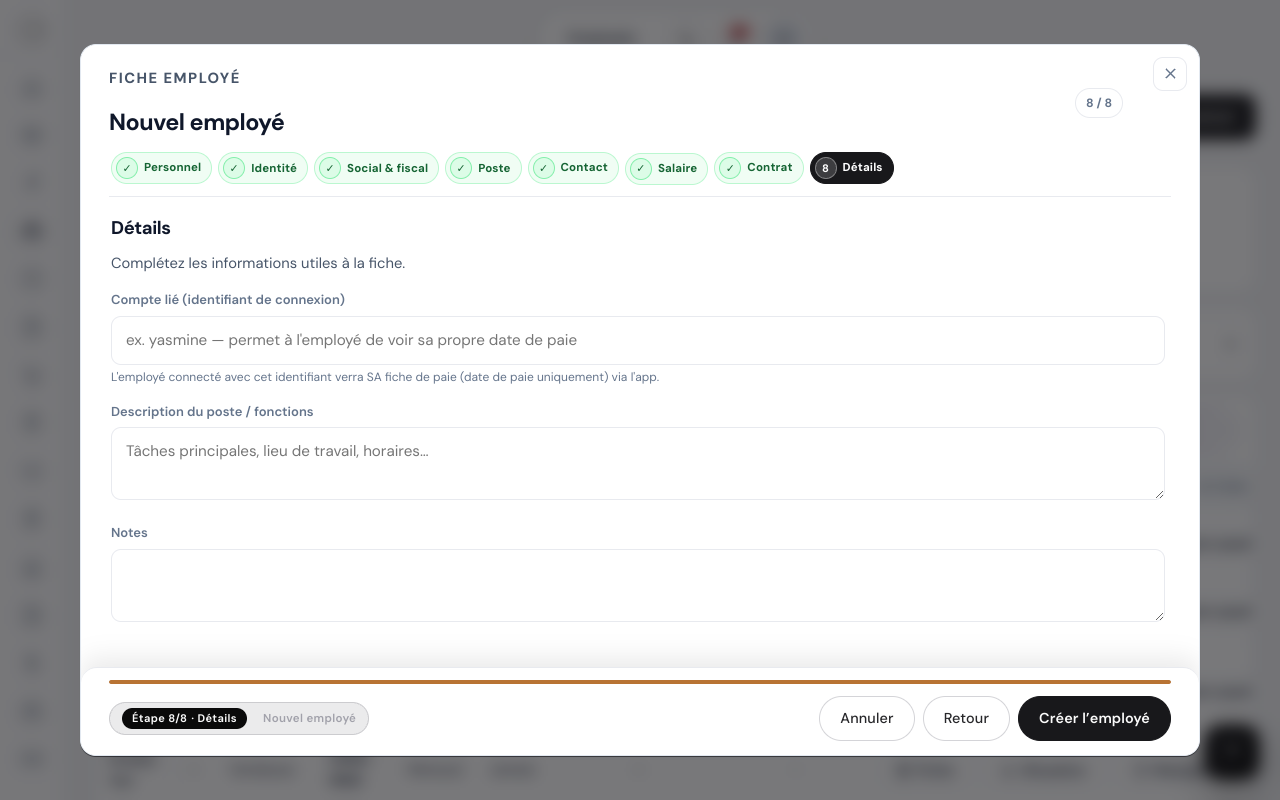 FICHE EMPLOYÉ
8 / 8
Nouvel employé
✓ Personnel ✓ Identité ✓ Social & fiscal ✓ Poste ✓ Contact ✓ Salaire ✓ Contrat 8 Détails
Détails
Complétez les informations utiles à la fiche.
Compte lié (identifiant de connexion)
ex. yasmine — permet à l'employé de voir sa propre date de paie
L'employé connecté avec cet identifiant verra SA fiche de paie (date de paie uniquement) via l'app.
Description du poste / fonctions
Tâches principales, lieu de travail, horaires…
Notes
Étape 8/8 · Détails Nouvel employé
Annuler Retour Créer l’employé